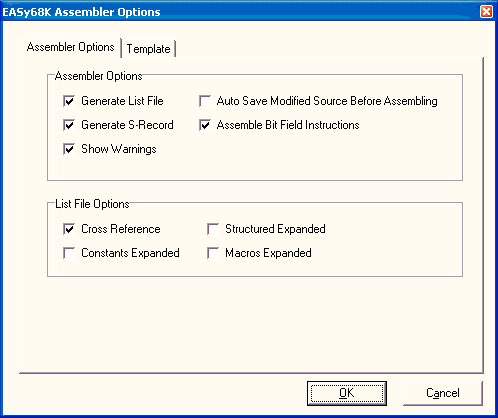 EASy68K Assembler Options
Assembler Options Template
Assembler Options
Generate List File Auto Save Modified Source Before Assembling
Generate S-Record Assemble Bit Field Instructions
Show Warnings
List File Options
Cross Reference Structured Expanded
Constants Expanded Macros Expanded
OK Cancel